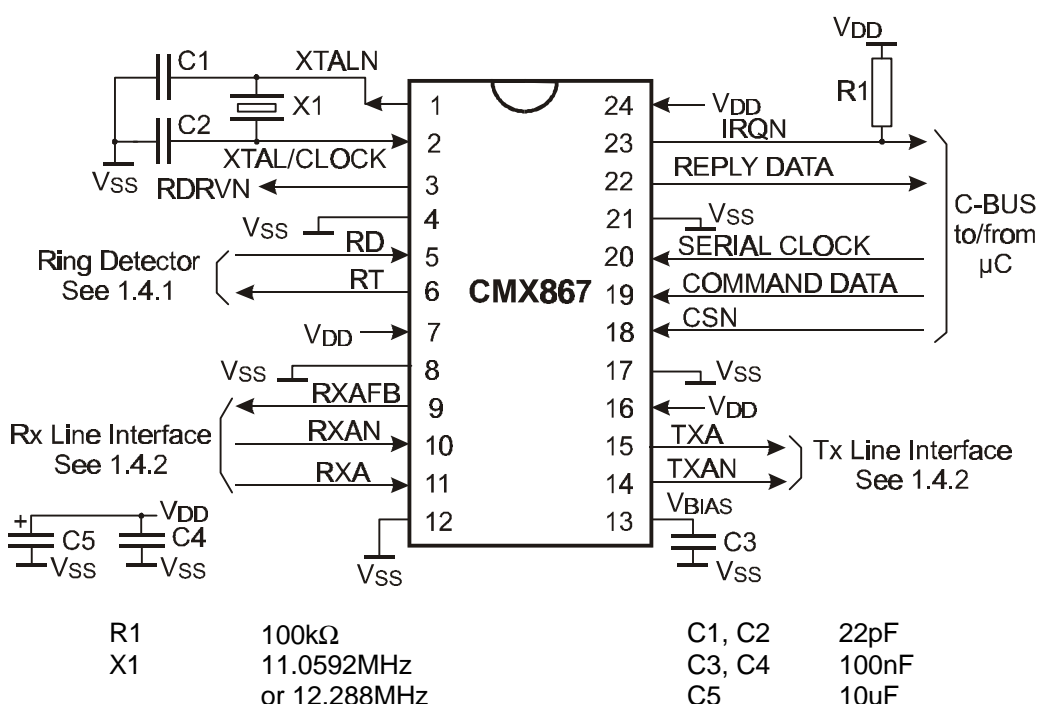 VDD
C1
XTALN
R1
X1
1
24
VDD
C2
2
23
IRQN
XTAL/CLOCK
VSS
RDRVN
3
22
REPLY DATA
C-BUS
to/from
µC
VSS
4
21
VSS
Ring Detector
See 1.4.1
RD
5
20
SERIAL CLOCK
RT
6
CMX867
19
COMMAND DATA
VDD
7
18
CSN
VSS
8
17
VSS
RXAFB
9
16
VDD
Rx Line Interface
See 1.4.2
RXAN
10
15
TXA
Tx Line Interface
See 1.4.2
RXA
11
14
TXAN
VDD
12
13
VBIAS
+
C5
C4
C3
VSS
VSS
VSS
VSS
R1 100kΩ C1, C2 22pF
X1 11.0592MHz C3, C4 100nF
or 12.288MHz C5 10uF